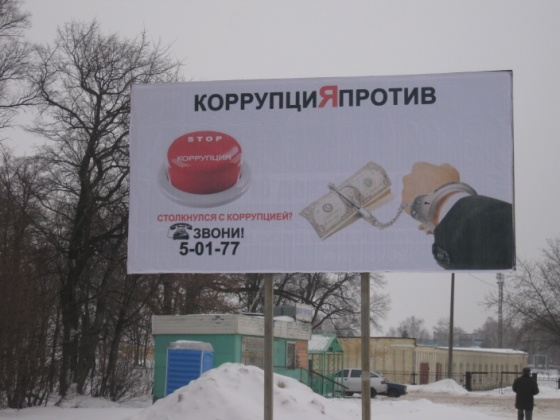 КОРРУПЦИЯПРОТИВ
STOP
КОРРУПЦИЯ
СТОЛКНУЛСЯ С КОРРУПЦИЕЙ?
ЗВОНИ!
5-01-77